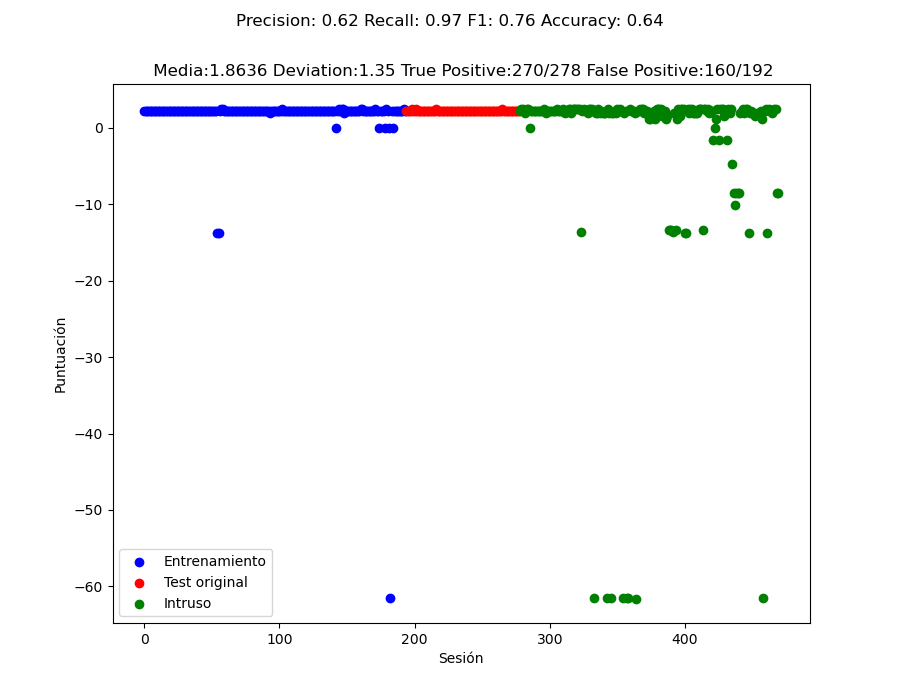 Precision: 0.62 Recall: 0.97 F1: 0.76 Accuracy: 0.64
Media:1.8636 Deviation:1.35 True Positive:270/278 False Positive:160/192
0
−10
−20
−30
−40
−50
−60
Puntuación
Entrenamiento
Test original
Intruso
0 100 200 300 400
Sesión